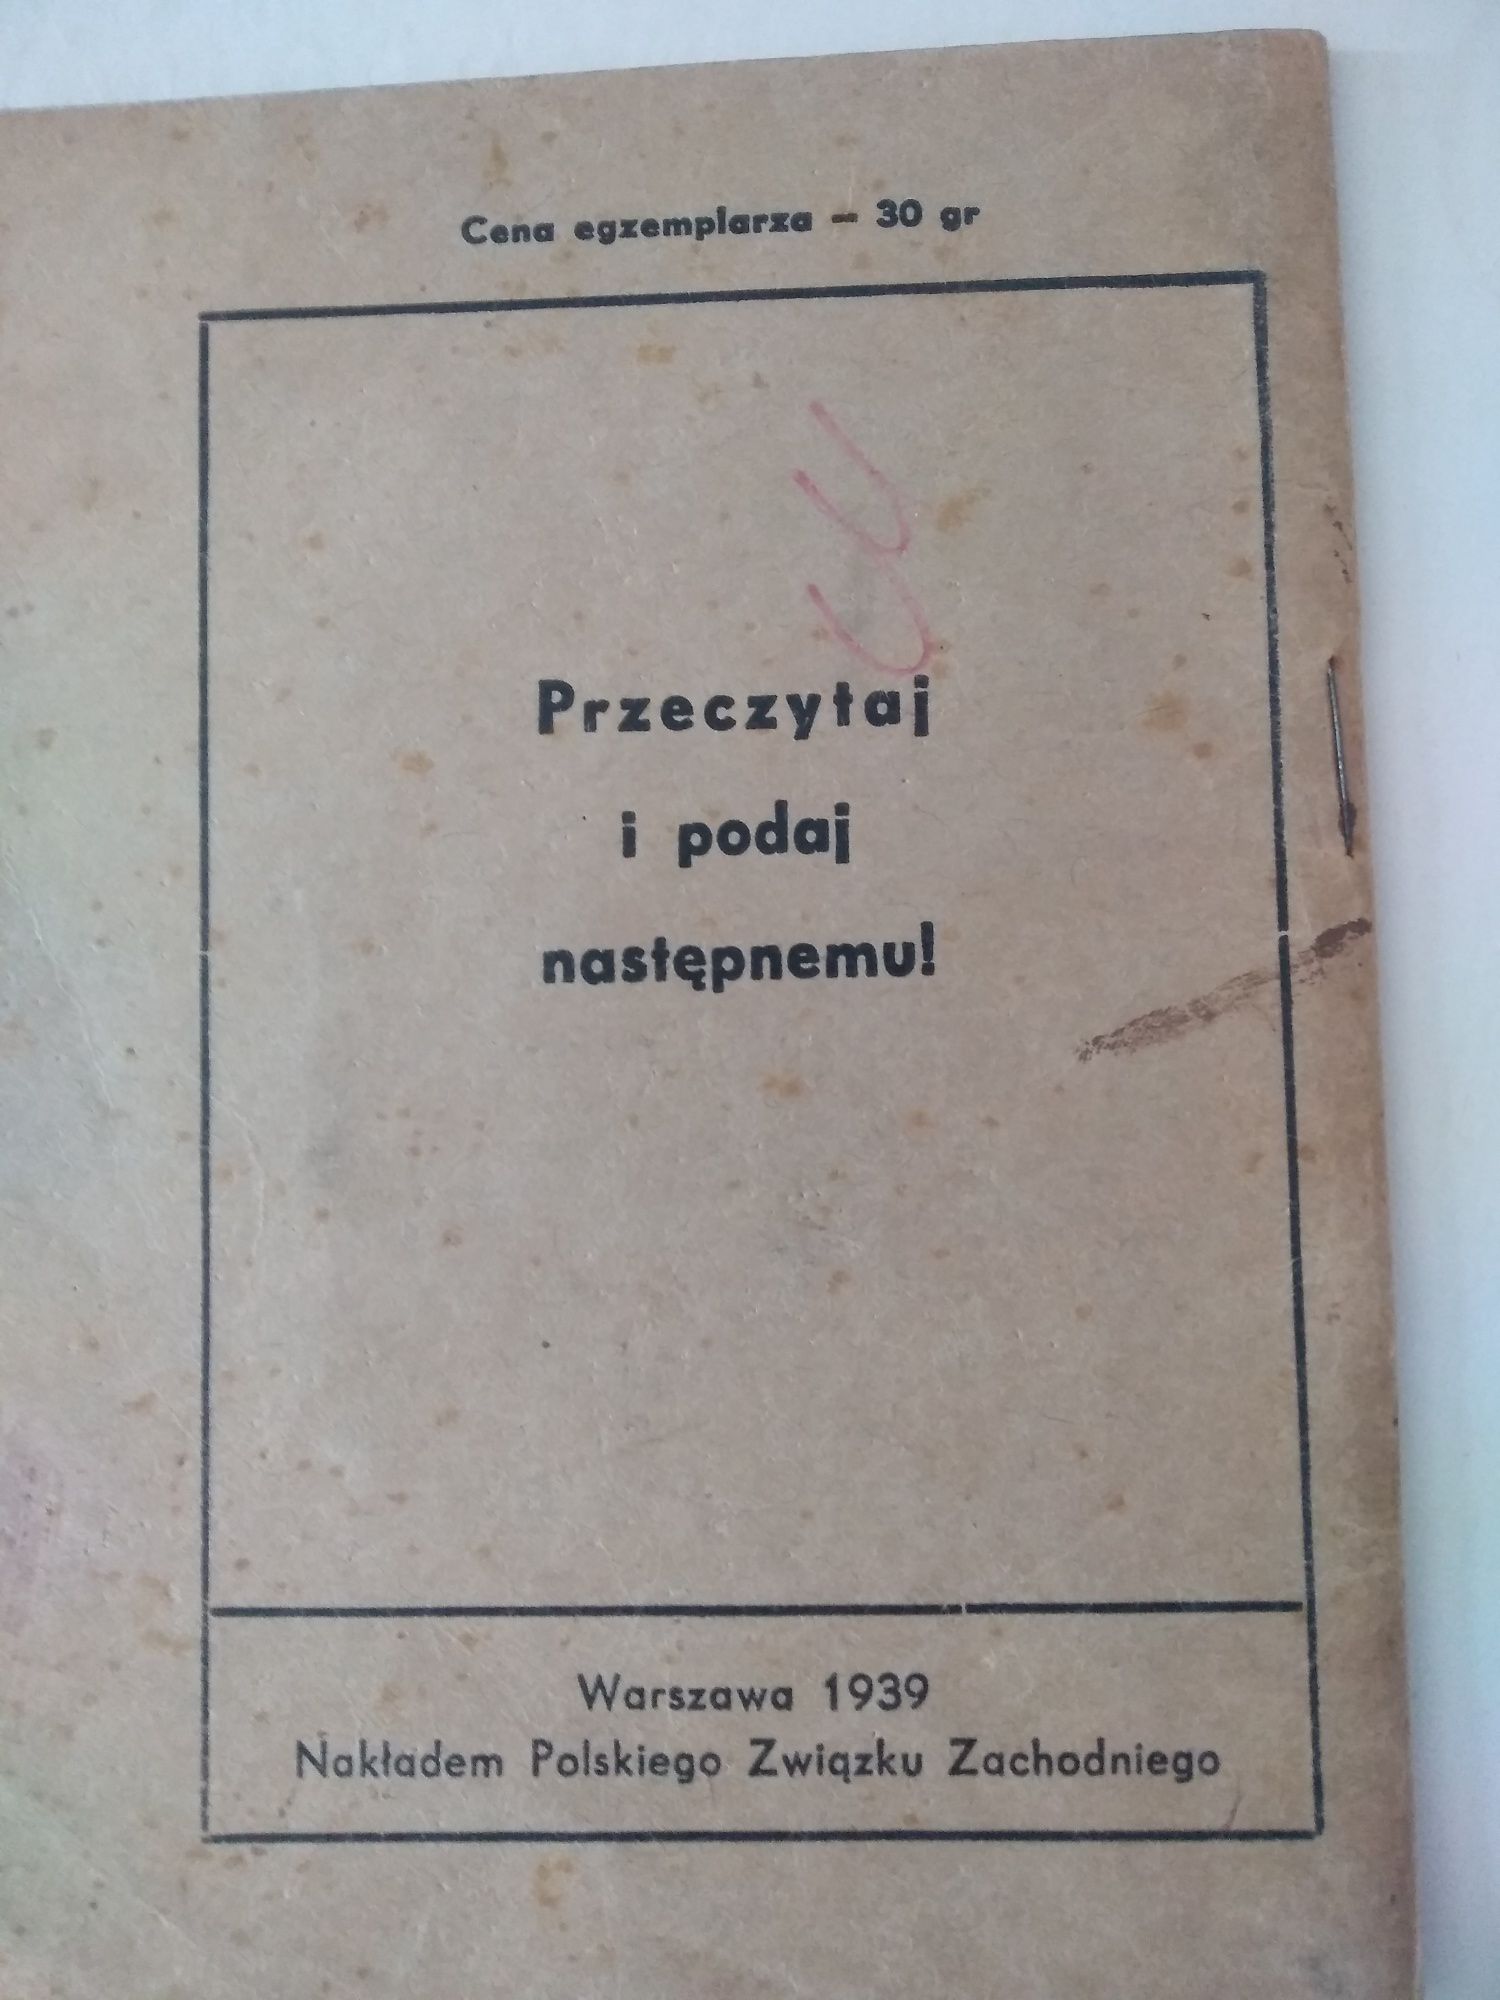 Cena egzemplarza – 30 gr
Przeczytaj
i podaj
następnemu!
Warszawa 1939
Nakładem Polskiego Związku Zachodniego